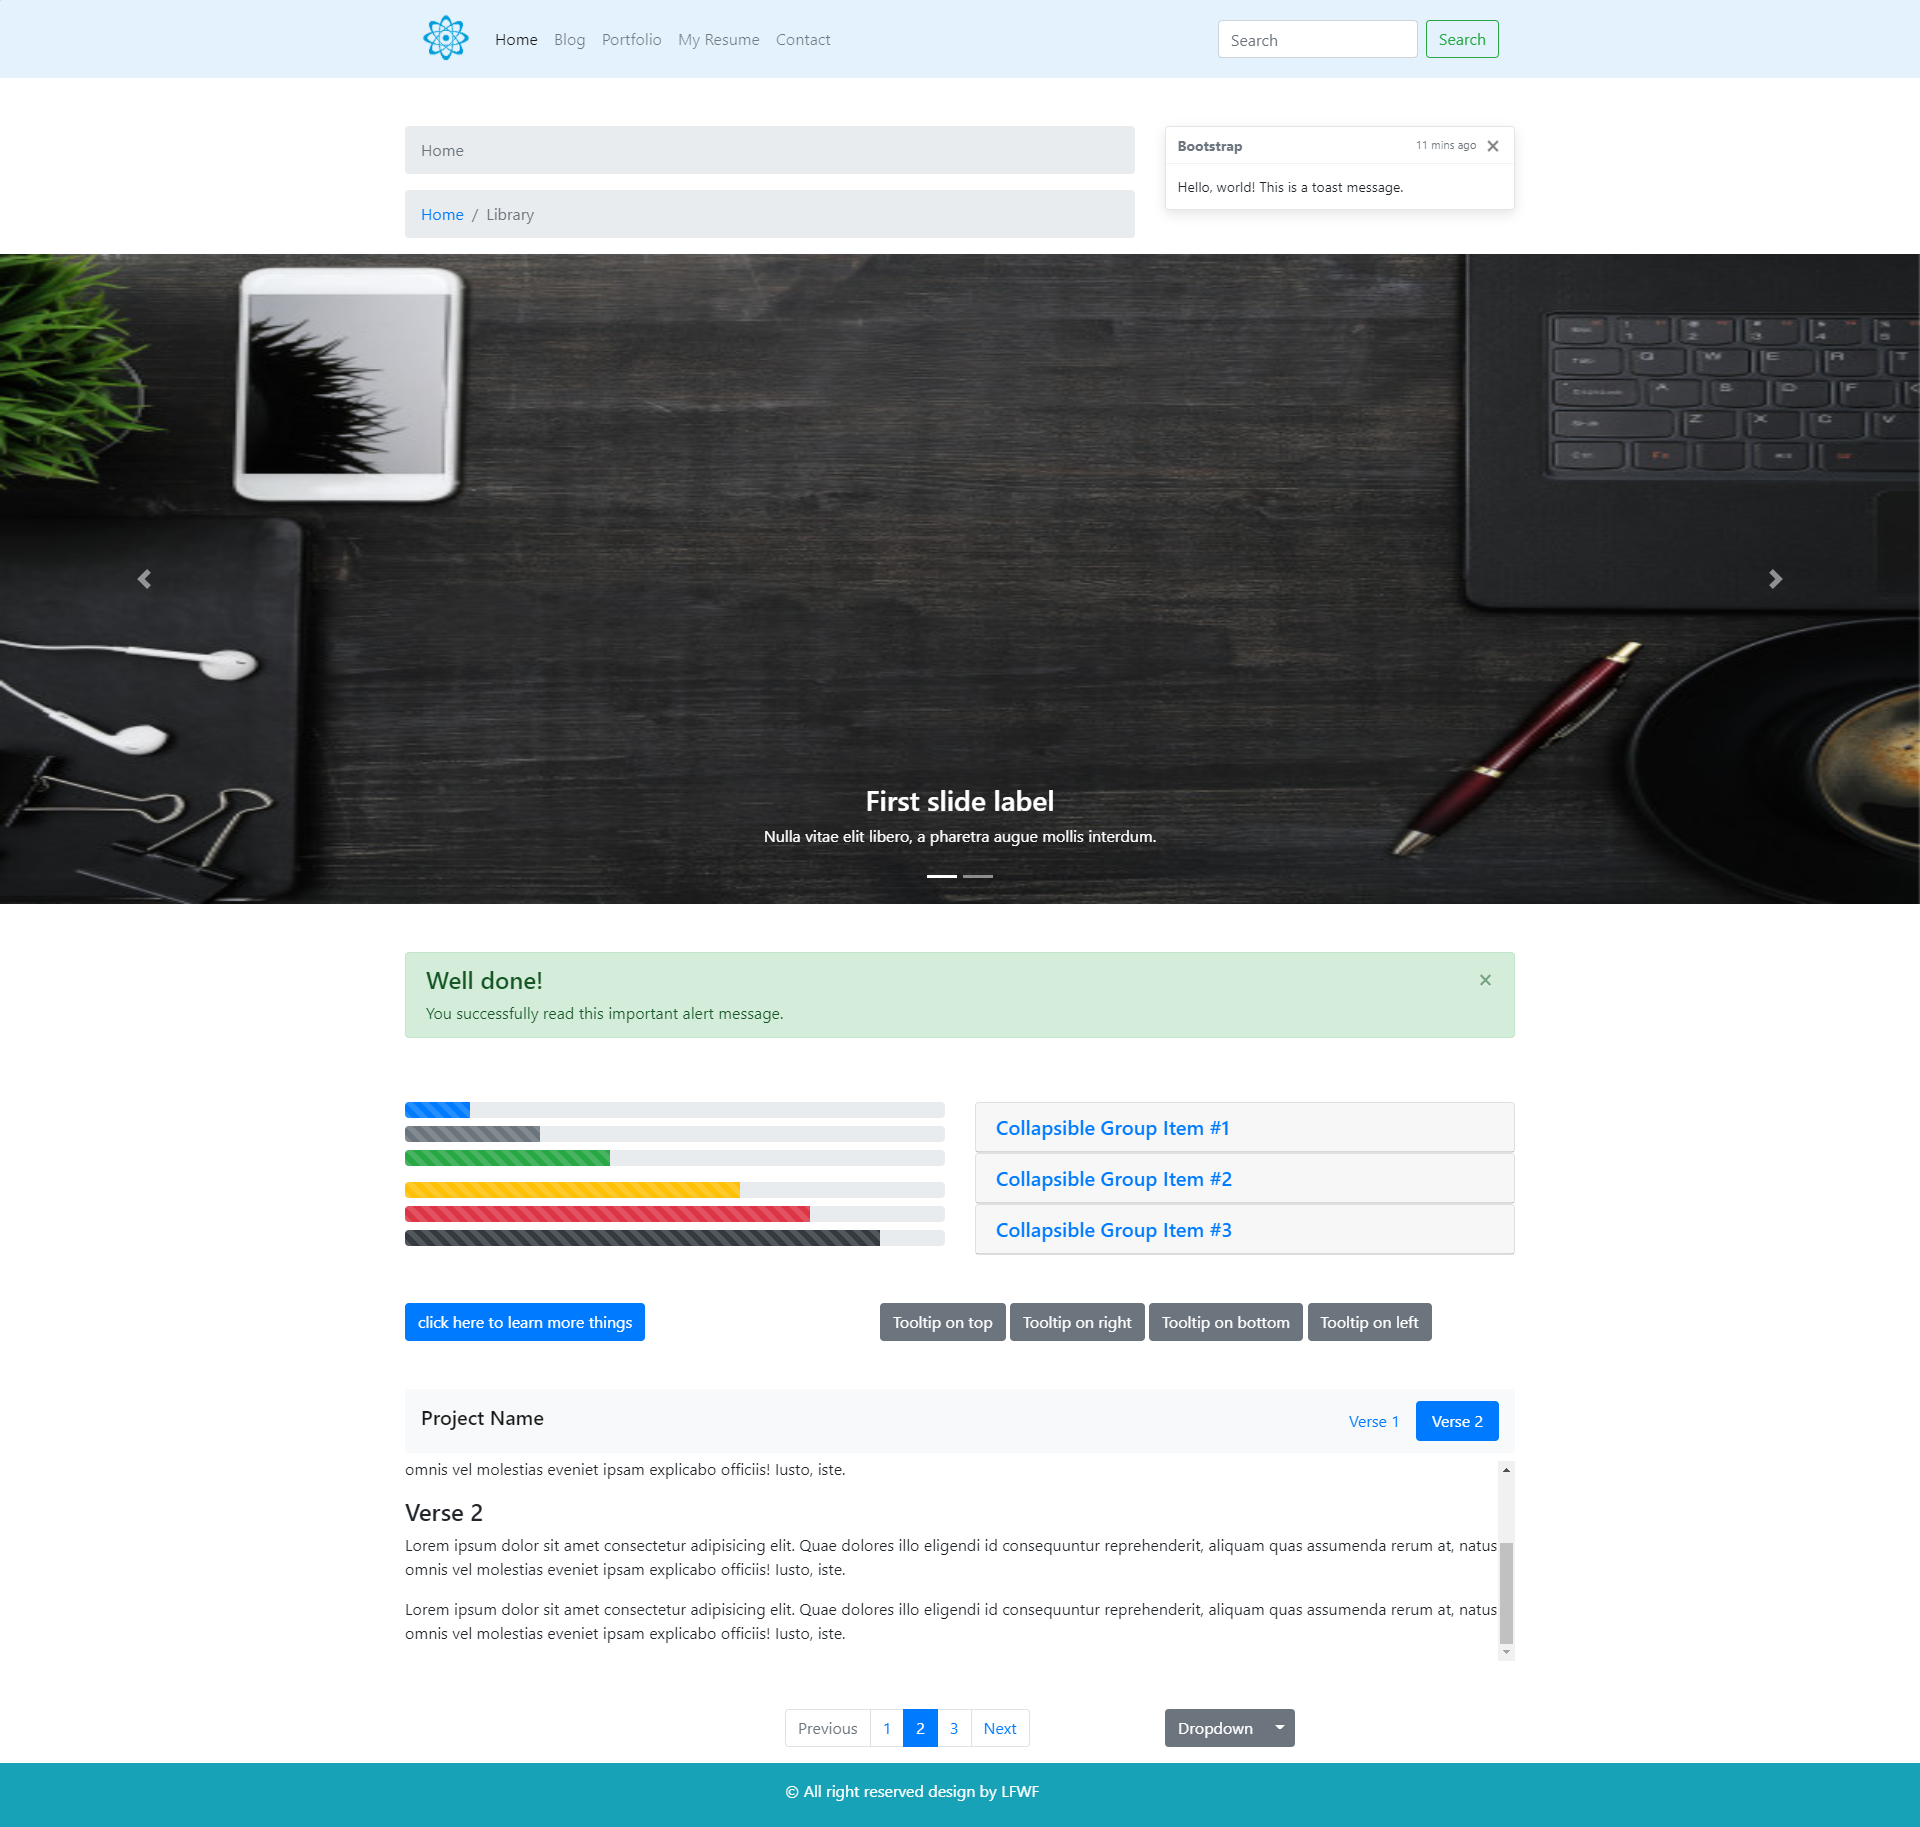 Home Blog Portfolio My Resume Contact Search Search
Home
Bootstrap 11 mins ago ×
Hello, world! This is a toast message.
Home / Library
First slide label
Nulla vitae elit libero, a pharetra augue mollis interdum.
Well done! ×
You successfully read this important alert message.
Collapsible Group Item #1
Collapsible Group Item #2
Collapsible Group Item #3
click here to learn more things Tooltip on top Tooltip on right Tooltip on bottom Tooltip on left
Project Name Verse 1 Verse 2
omnis vel molestias eveniet ipsam explicabo officiis! Iusto, iste.
Verse 2
Lorem ipsum dolor sit amet consectetur adipisicing elit. Quae dolores illo eligendi id consequuntur reprehenderit, aliquam quas assumenda rerum at, natus
omnis vel molestias eveniet ipsam explicabo officiis! Iusto, iste.
Lorem ipsum dolor sit amet consectetur adipisicing elit. Quae dolores illo eligendi id consequuntur reprehenderit, aliquam quas assumenda rerum at, natus
omnis vel molestias eveniet ipsam explicabo officiis! Iusto, iste.
Previous 1 2 3 Next Dropdown
© All right reserved design by LFWF